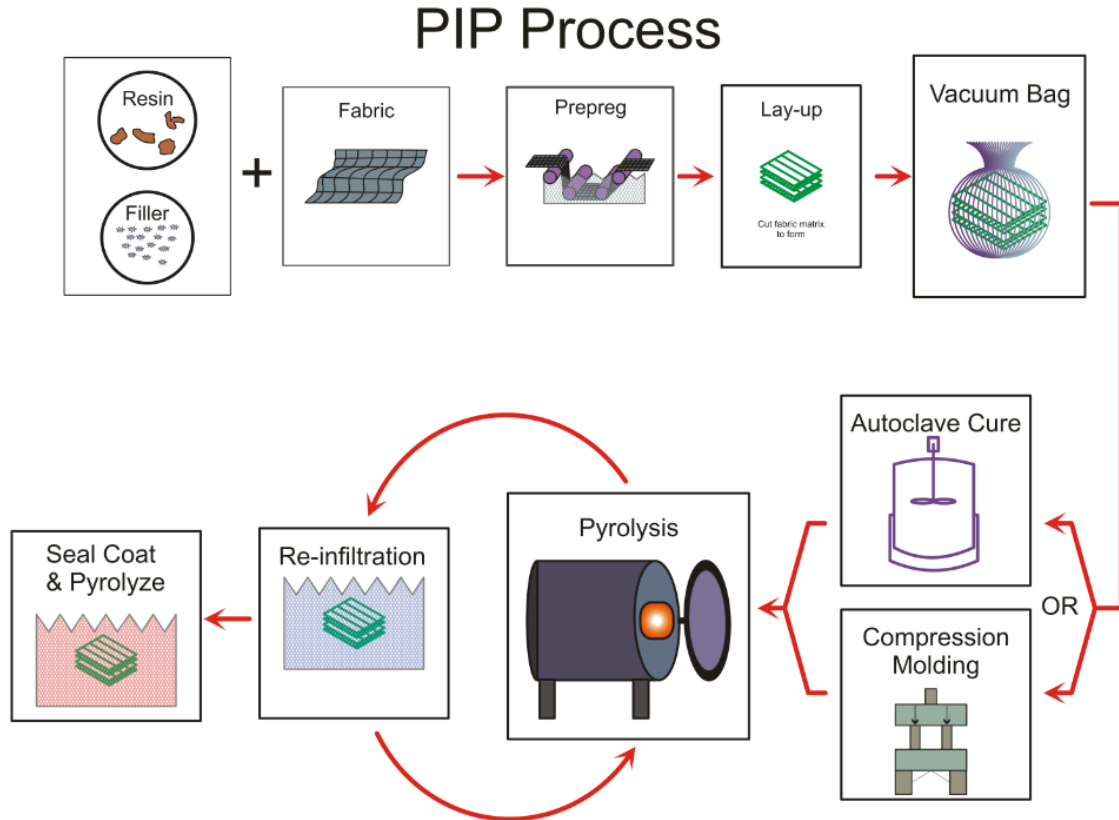 PIP Process
Resin
Filler
+
Fabric
Prepreg
Lay-up
Cut fabric matrix
to form
Vacuum Bag
Autoclave Cure
OR
Compression
Molding
Pyrolysis
Re-infiltration
Seal Coat
& Pyrolyze